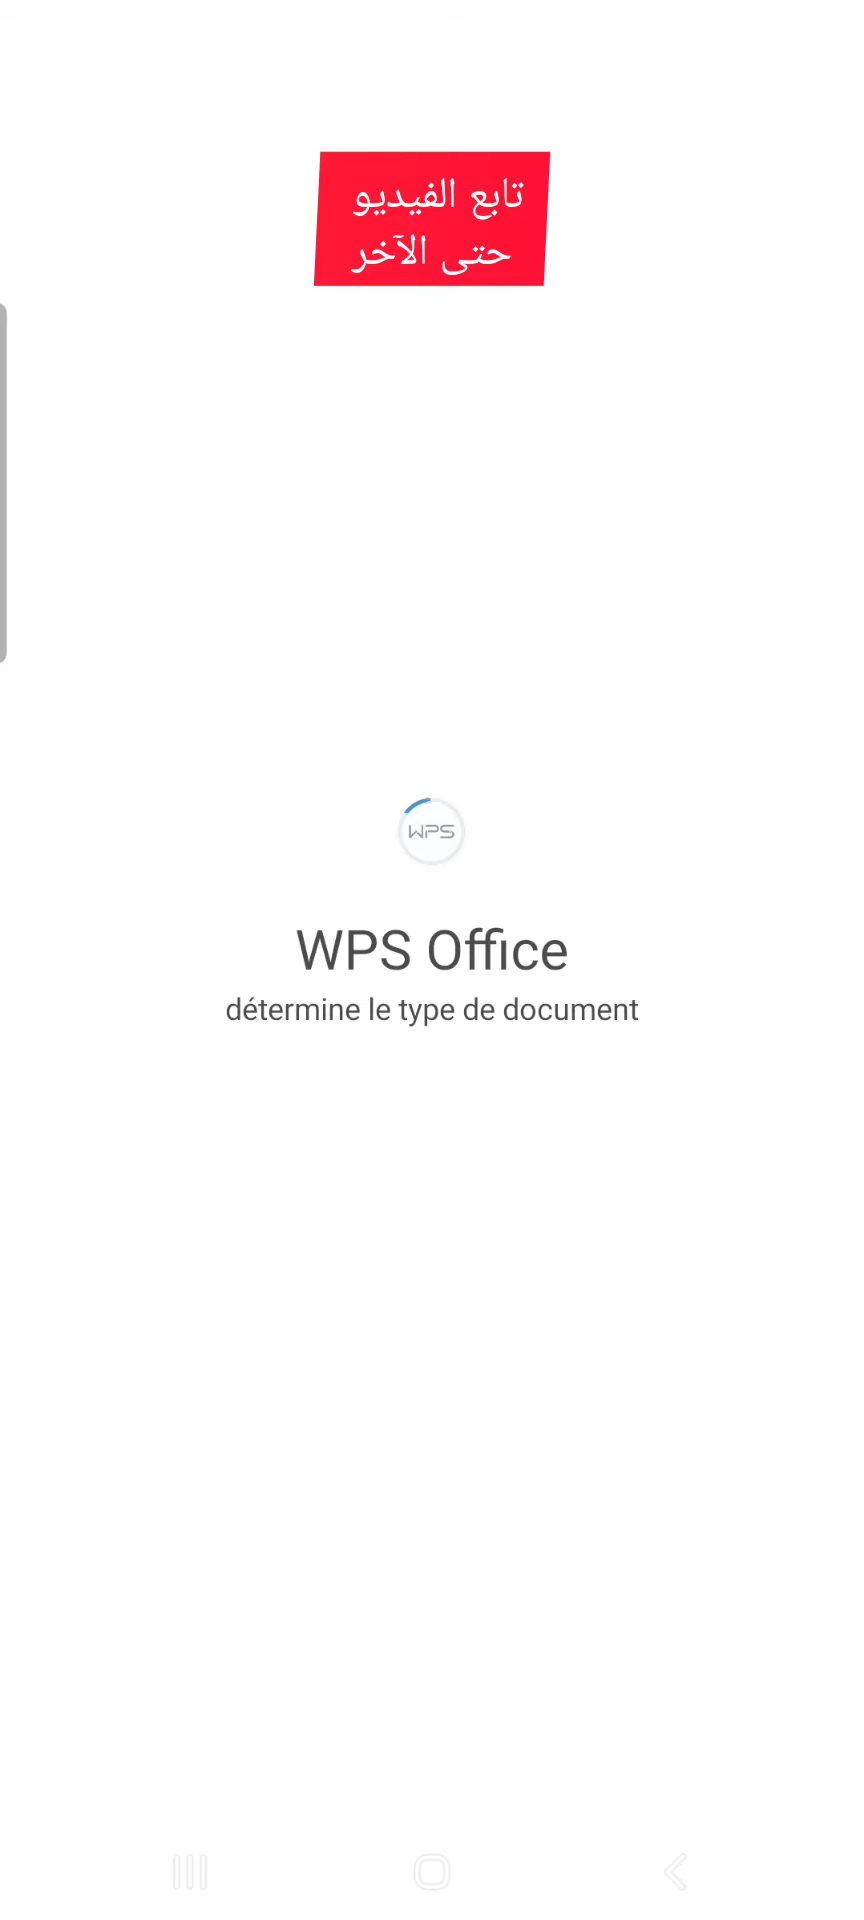 تابع الفيديو
حتى الآخر
WPS
WPS Office
détermine le type de document